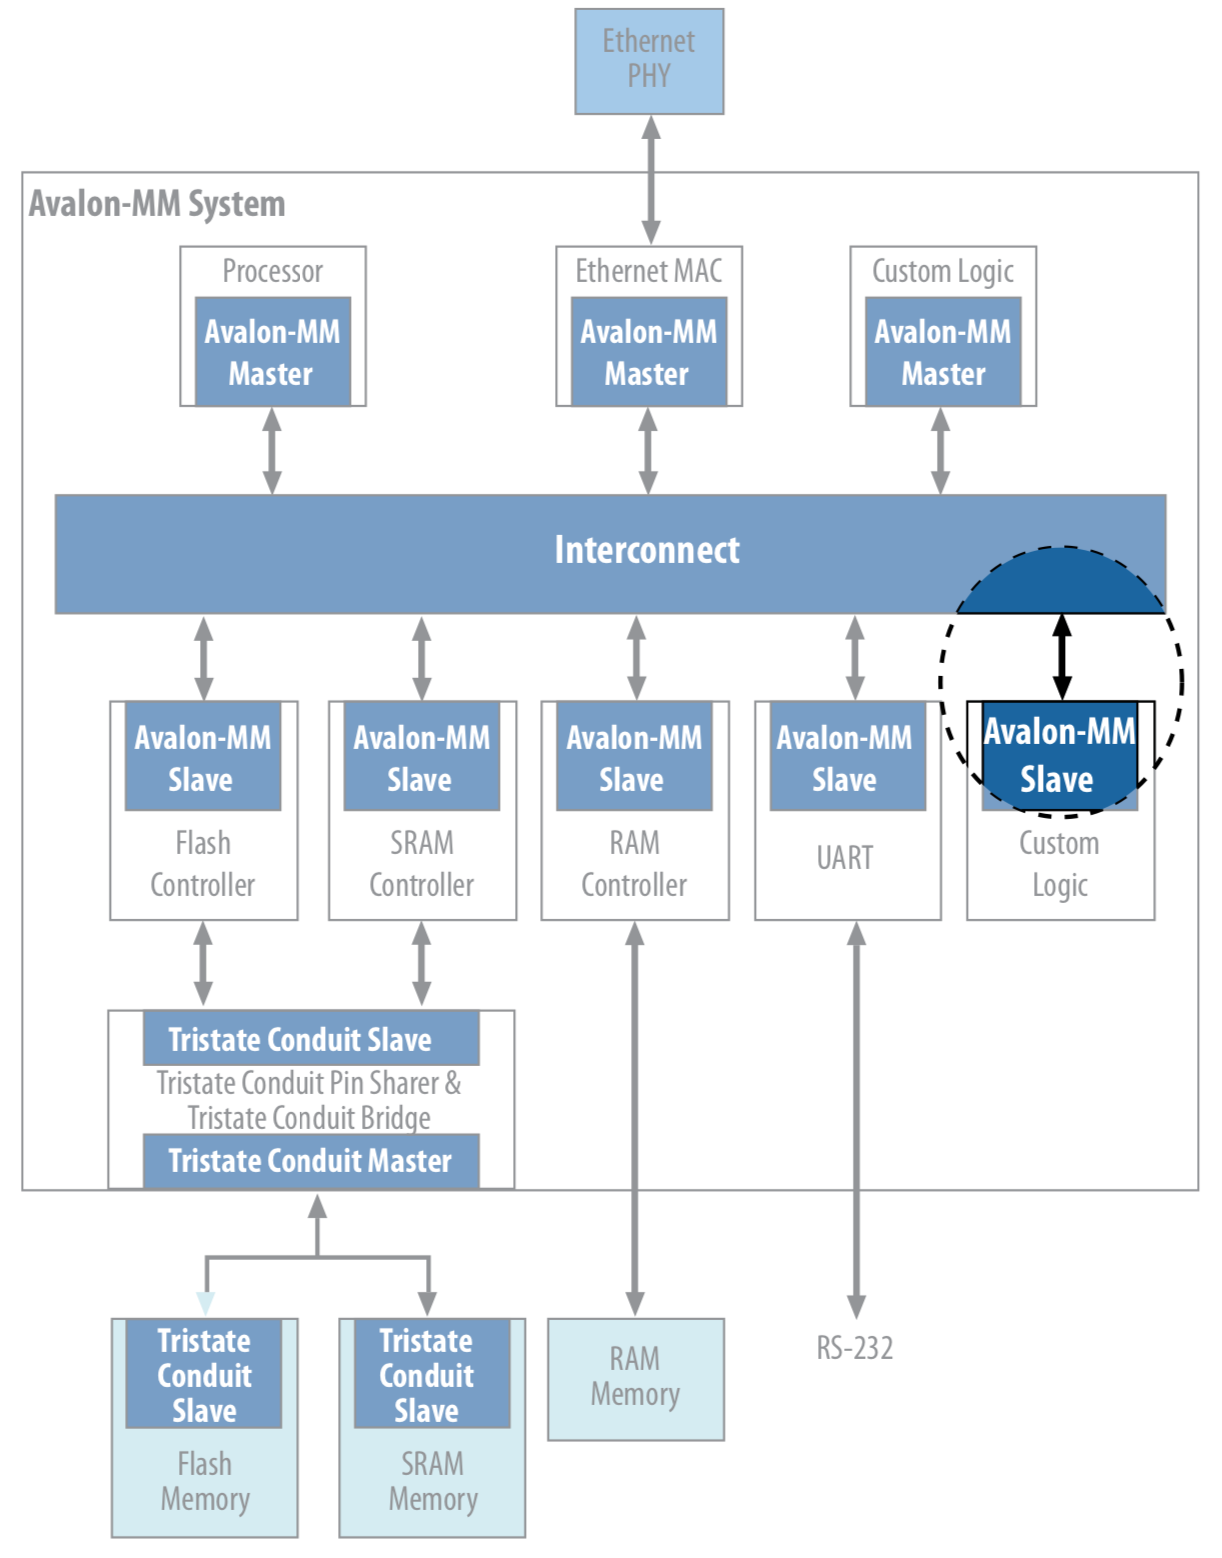 Ethernet
PHY
Avalon-MM System
Processor
Avalon-MM
Master
Ethernet MAC
Avalon-MM
Master
Custom Logic
Avalon-MM
Master
Interconnect
Avalon-MM
Slave
Flash
Controller
Avalon-MM
Slave
SRAM
Controller
Avalon-MM
Slave
RAM
Controller
Avalon-MM
Slave
UART
Avalon-MM
Slave
Custom
Logic
Tristate Conduit Slave
Tristate Conduit Pin Sharer &
Tristate Conduit Bridge
Tristate Conduit Master
Tristate
Conduit
Slave
Flash
Memory
Tristate
Conduit
Slave
SRAM
Memory
RAM
Memory
RS-232